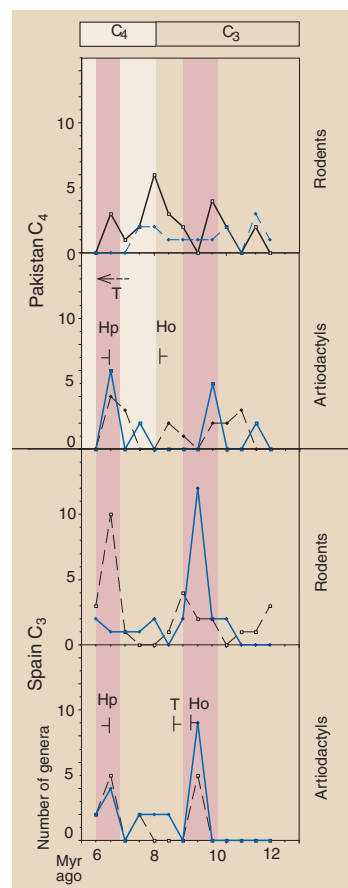 C4 C3
10
5
0
Rodents
Pakistan C4
T
Hp Ho
10
5
0
Artiodactyls
10
5
0
Rodents
Spain C3
Hp T Ho
10
5
0
Artiodactyls
Number of genera
Myr ago 6 8 10 12